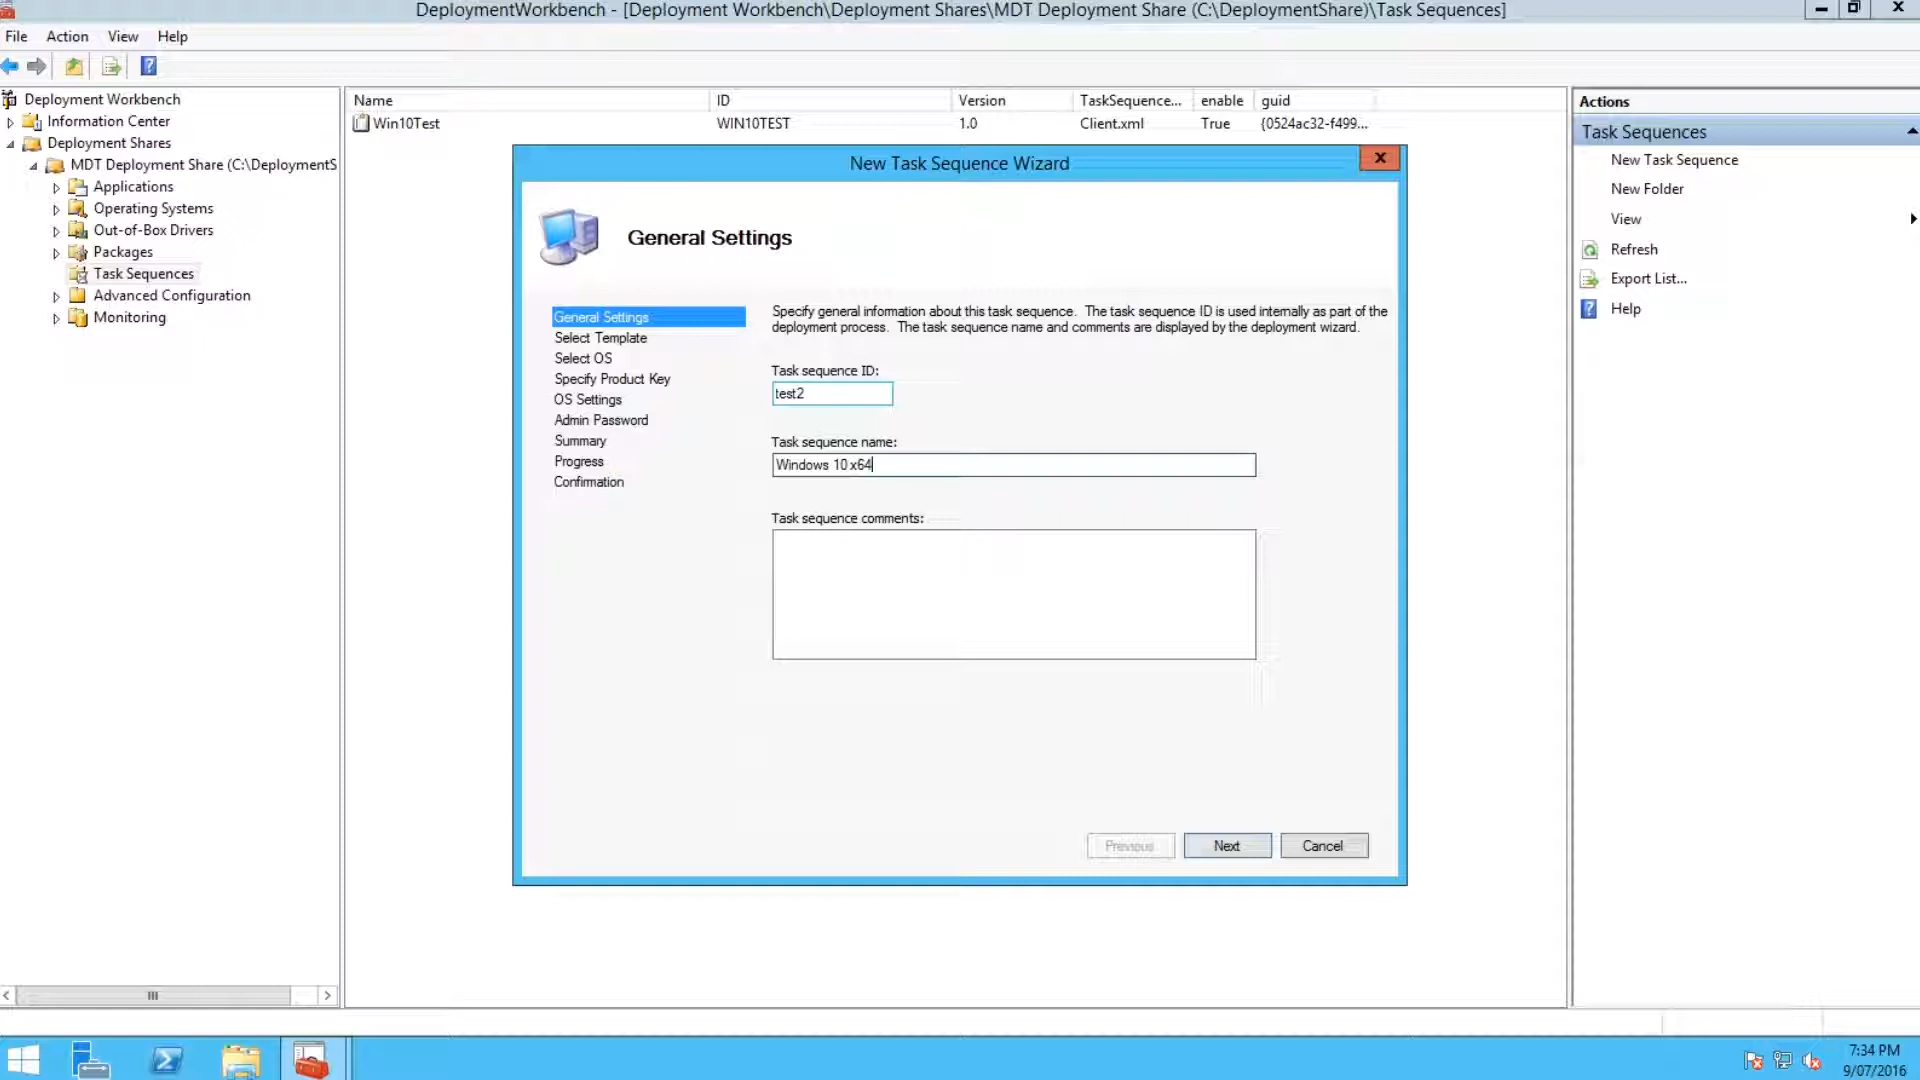 DeploymentWorkbench - [Deployment Workbench\Deployment Shares\MDT Deployment Share (C:\DeploymentShare)\Task Sequences]
File Action View Help
Deployment Workbench
Information Center
Deployment Shares
MDT Deployment Share (C:\DeploymentS
Applications
Operating Systems
Out-of-Box Drivers
Packages
Task Sequences
Advanced Configuration
Monitoring
Name ID Version TaskSequence... enable guid
Win10Test WIN10TEST 1.0 Client.xml True {0524ac32-f499...
New Task Sequence Wizard
General Settings
General Settings
Select Template
Select OS
Specify Product Key
OS Settings
Admin Password
Summary
Progress
Confirmation
Specify general information about this task sequence. The task sequence ID is used internally as part of the
deployment process. The task sequence name and comments are displayed by the deployment wizard.
Task sequence ID:
test2
Task sequence name:
Windows 10 x64
Task sequence comments:
Previous Next Cancel
Actions
Task Sequences
New Task Sequence
New Folder
View
Refresh
Export List...
Help
7:34 PM
9/07/2016